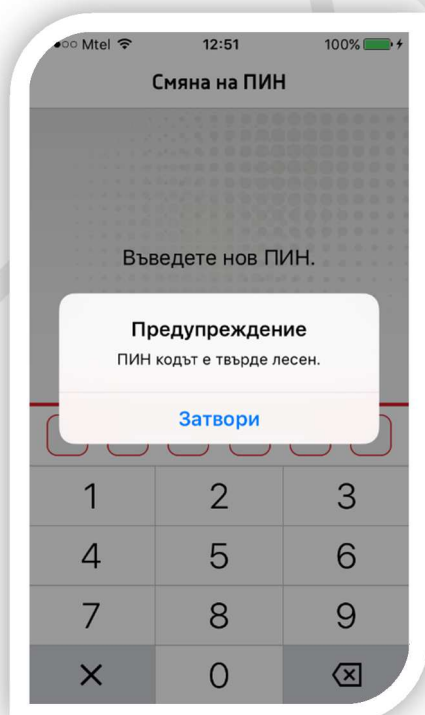 Mtel 12:51 100%
Смяна на ПИН
Въведете нов ПИН.
Предупреждение
ПИН кодът е твърде лесен.
Затвори
1 2 3
4 5 6
7 8 9
0